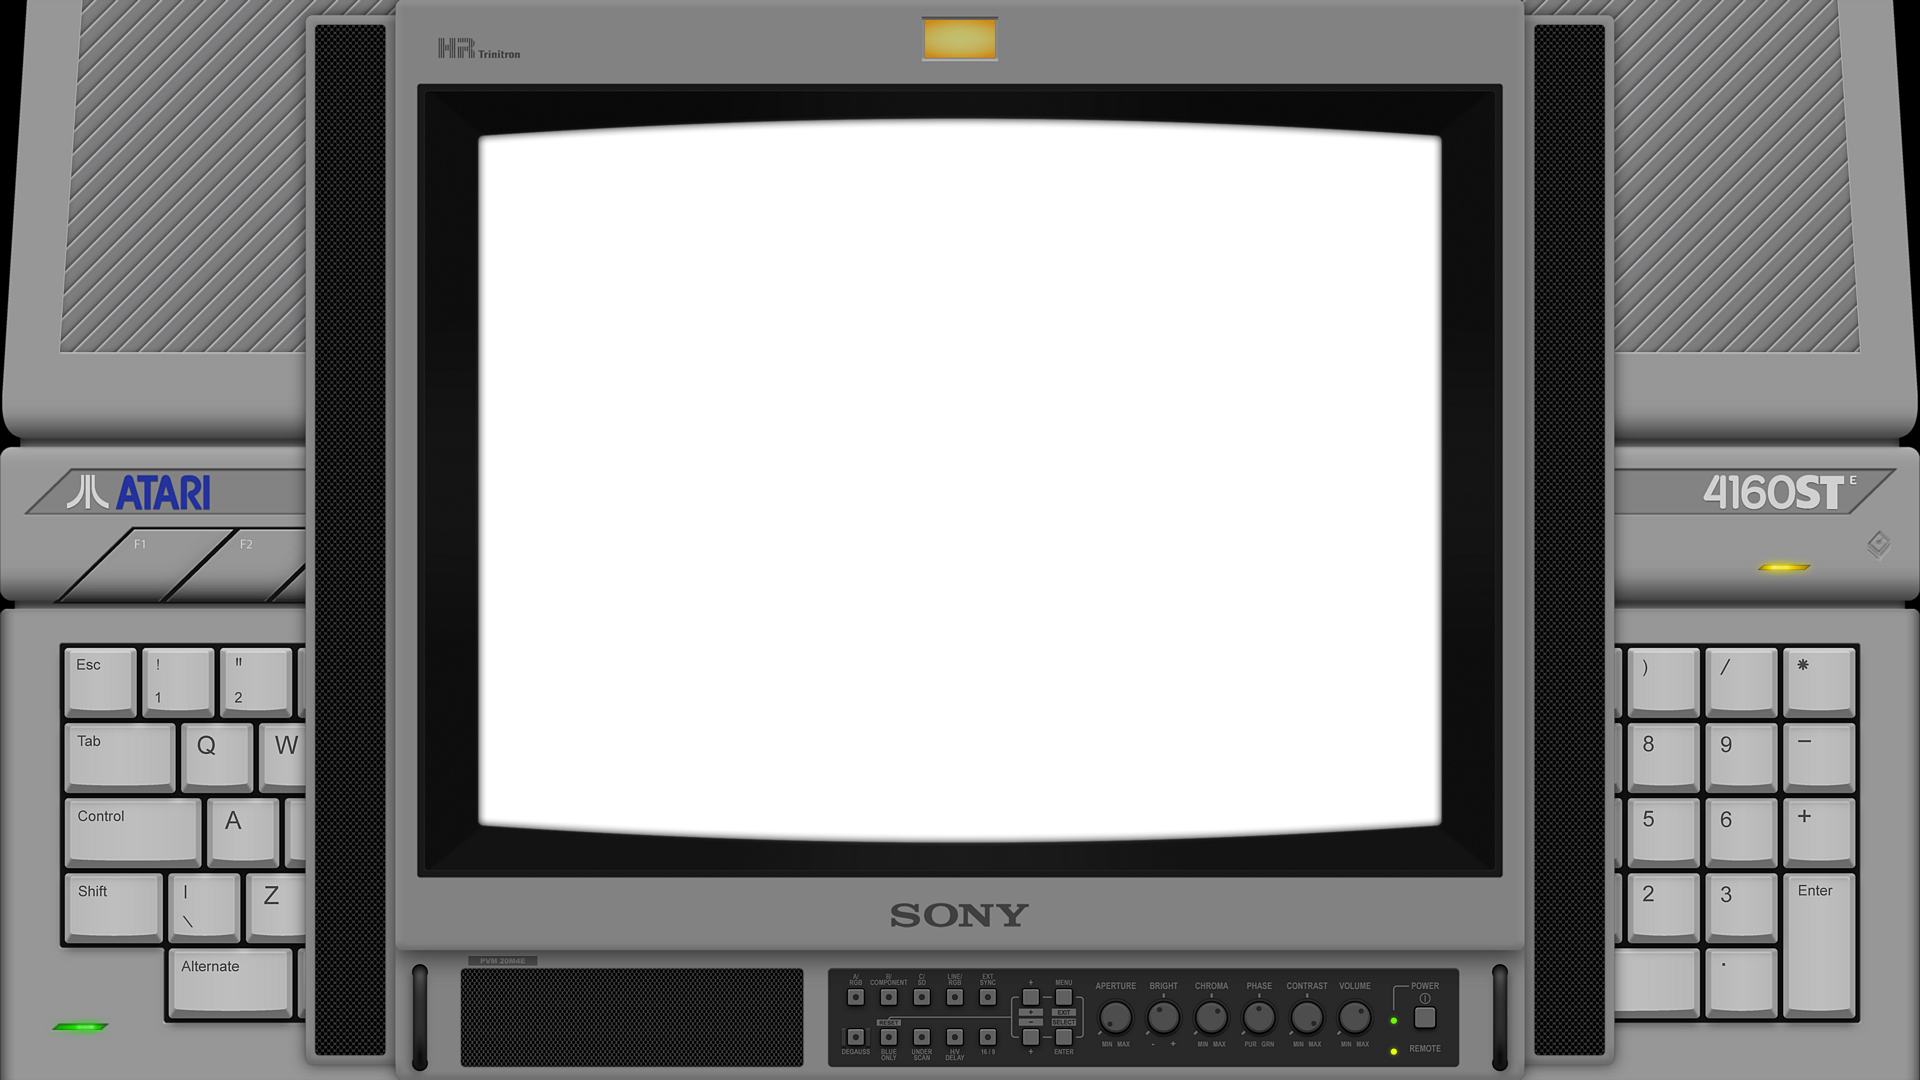 HR Trinitron
ATARI
4160STE
F1
F2
Esc
!
1
"
2
)
/
*
Tab
Q
W
8
9
−
Control
A
5
6
+
Shift
|
\
Z
2
3
Enter
Alternate
.
SONY
PVM 20M4E
A/
RGB
B/
COMPONENT
C/
SD
LINE/
RGB
EXT
SYNC
+
MENU
+
EXIT
−
SELECT
RESET
DEGAUSS
BLUE
ONLY
UNDER
SCAN
H/V
DELAY
16 / 9
+
ENTER
APERTURE
BRIGHT
CHROMA
PHASE
CONTRAST
VOLUME
MIN MAX
- +
MIN MAX
PUR GRN
MIN MAX
MIN MAX
POWER
REMOTE